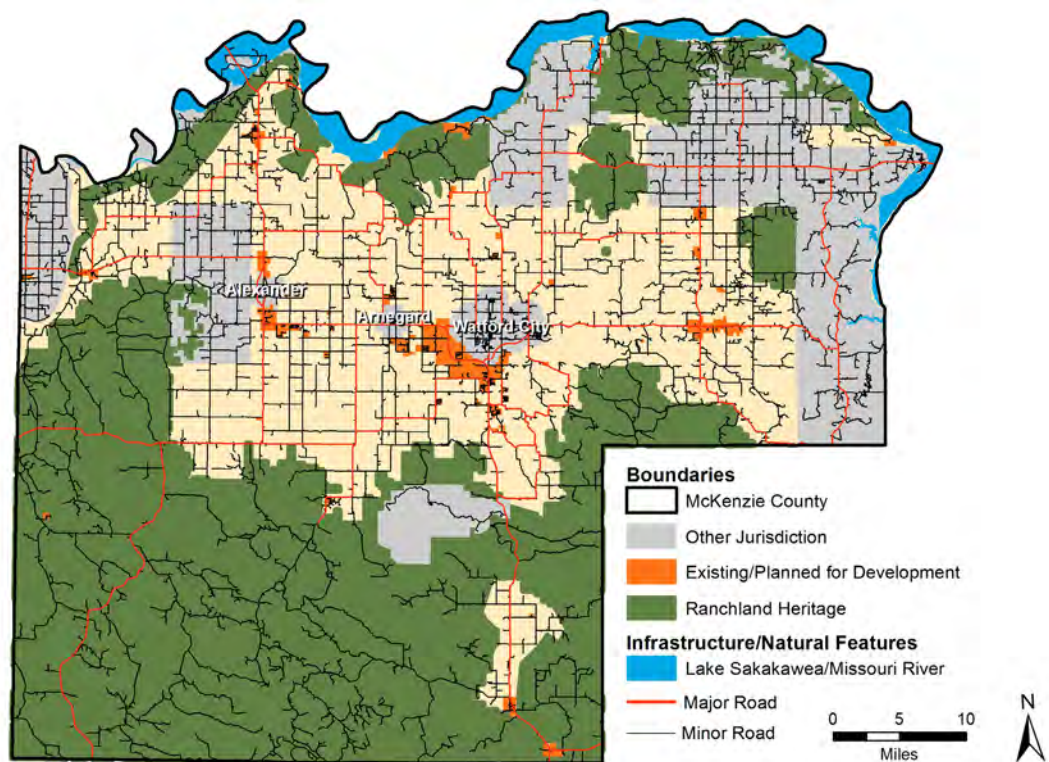 Alexander
Arnegard
Watford City
Boundaries
McKenzie County
Other Jurisdiction
Existing/Planned for Development
Ranchland Heritage
Infrastructure/Natural Features
Lake Sakakawea/Missouri River
Major Road
Minor Road
0 5 10
Miles
N